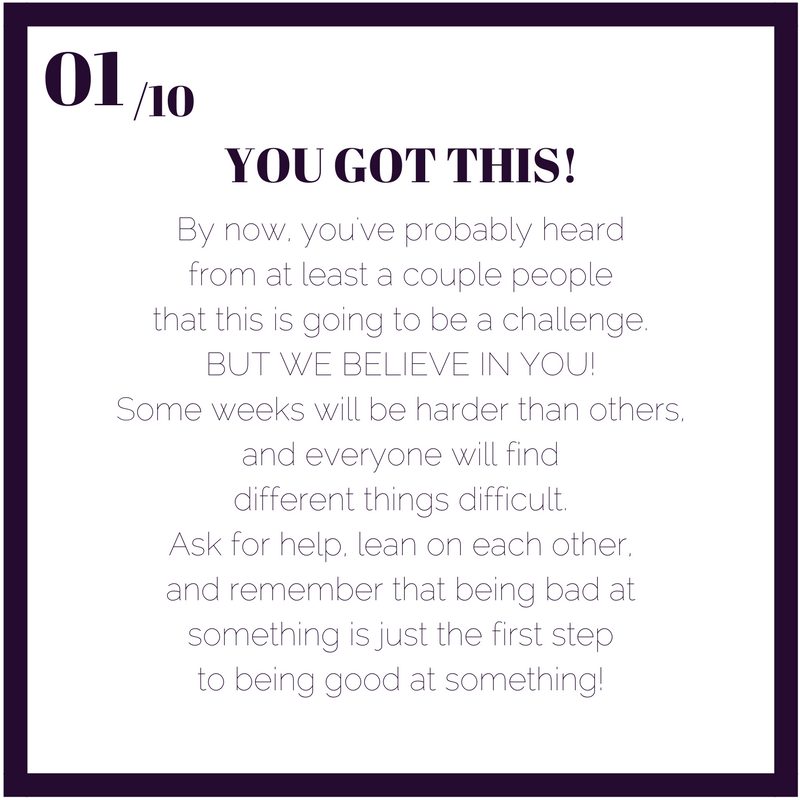 01/10
YOU GOT THIS!
By now, you've probably heard
from at least a couple people
that this is going to be a challenge.
BUT WE BELIEVE IN YOU!
Some weeks will be harder than others,
and everyone will find
different things difficult.
Ask for help, lean on each other,
and remember that being bad at
something is just the first step
to being good at something!